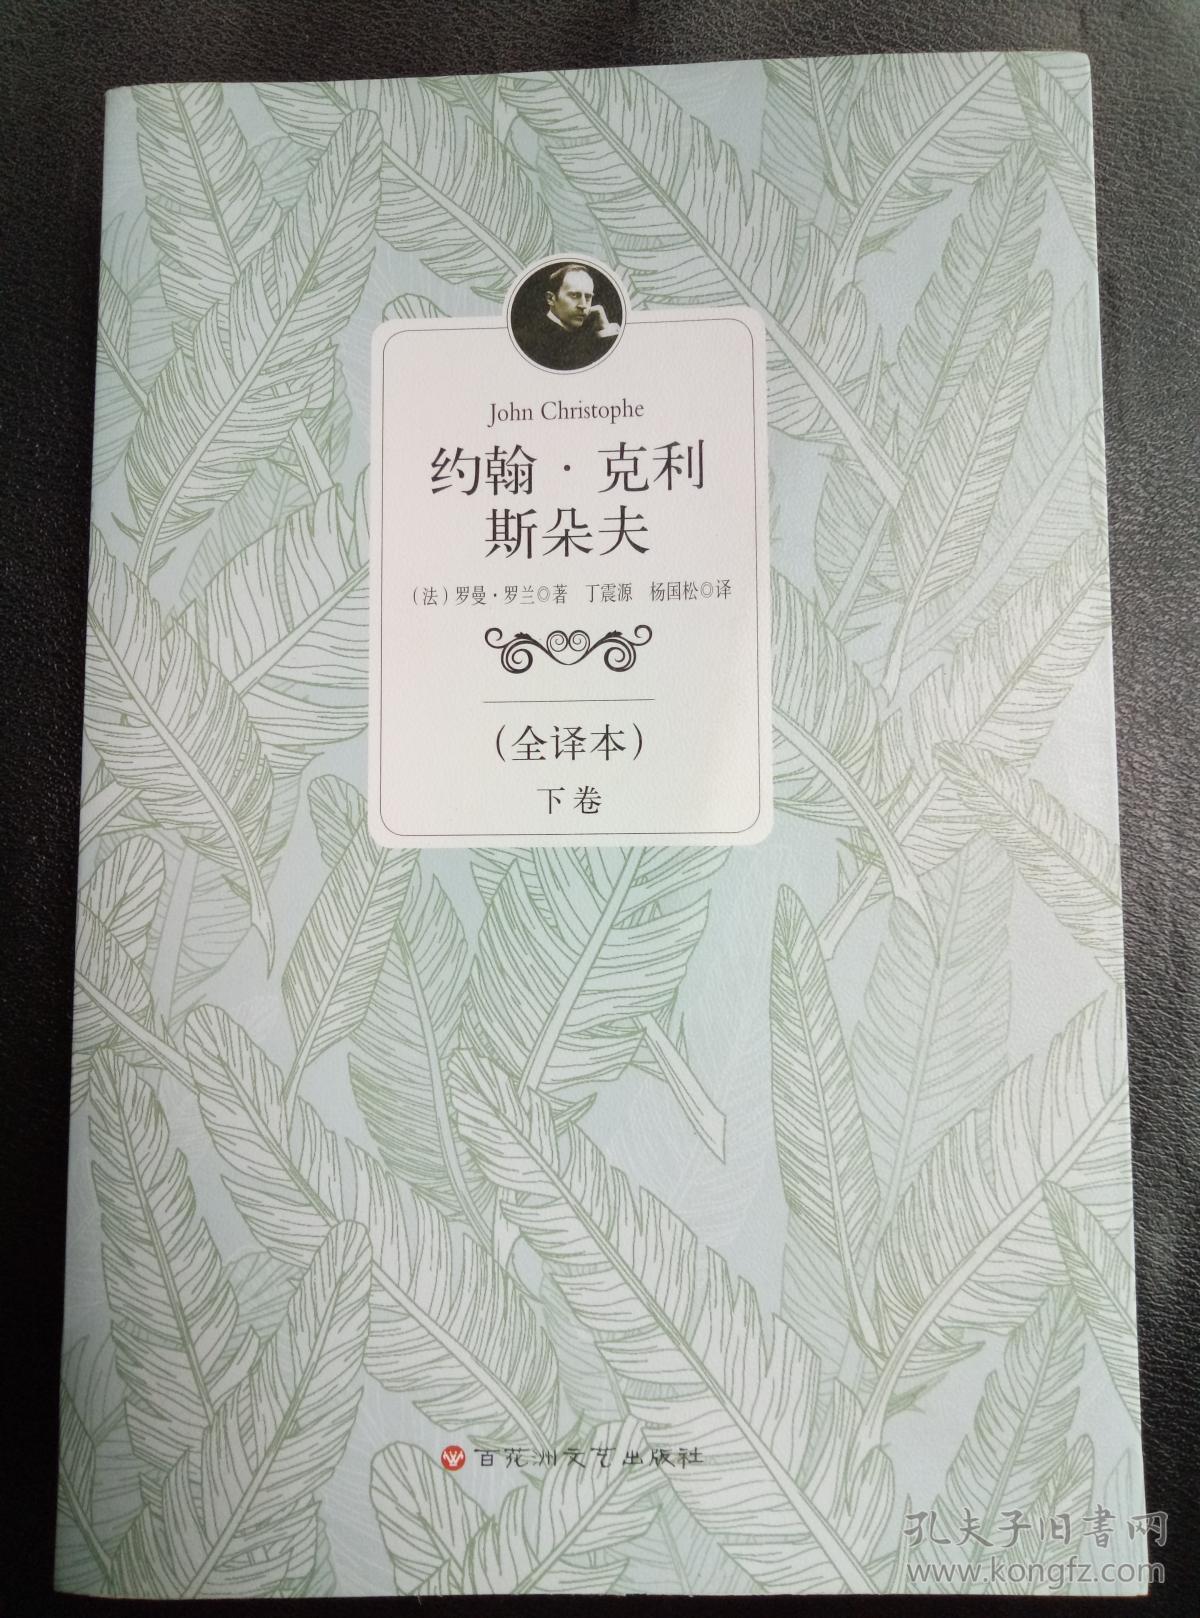 John Christophe
约翰·克利
斯朵夫
（法）罗曼·罗兰◎著 丁震源 杨国松◎译
（全译本）
下卷
百花洲文艺出版社
孔夫子旧书网
www.kongfz.com